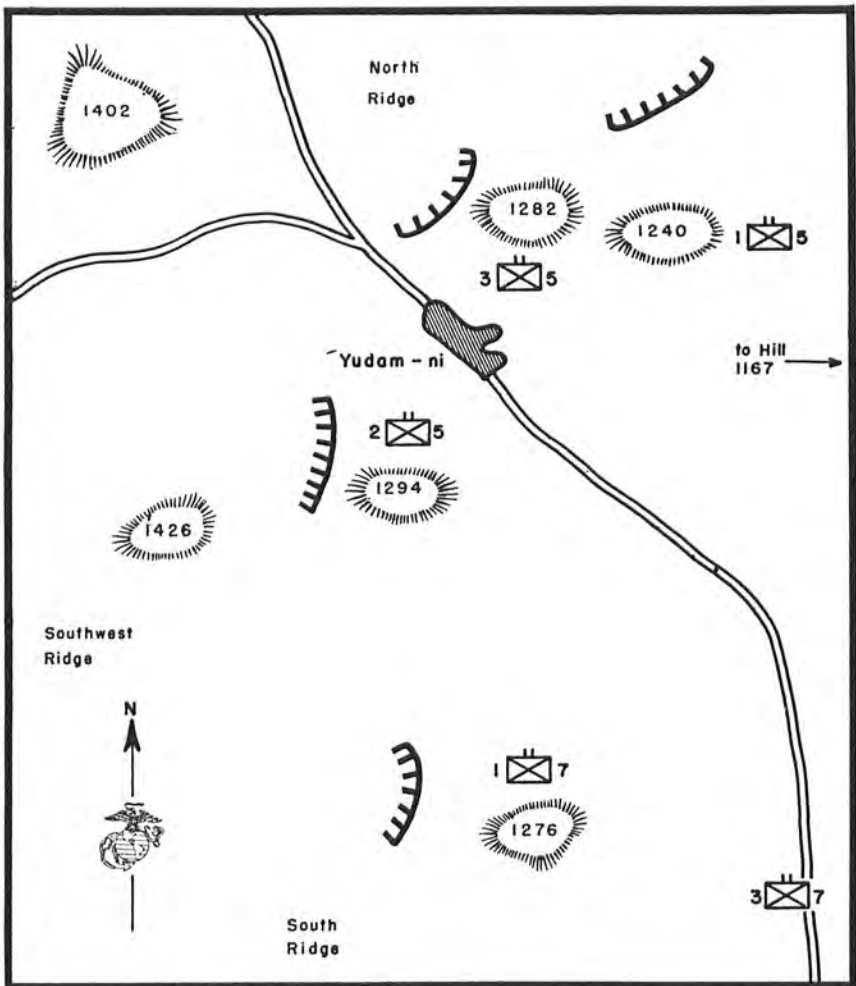 North
Ridge
1402
1282
1240
1 5
3 5
Yudam - ni
to Hill
1167
2 5
1294
1426
Southwest
Ridge
N
1 7
1276
3 7
South
Ridge